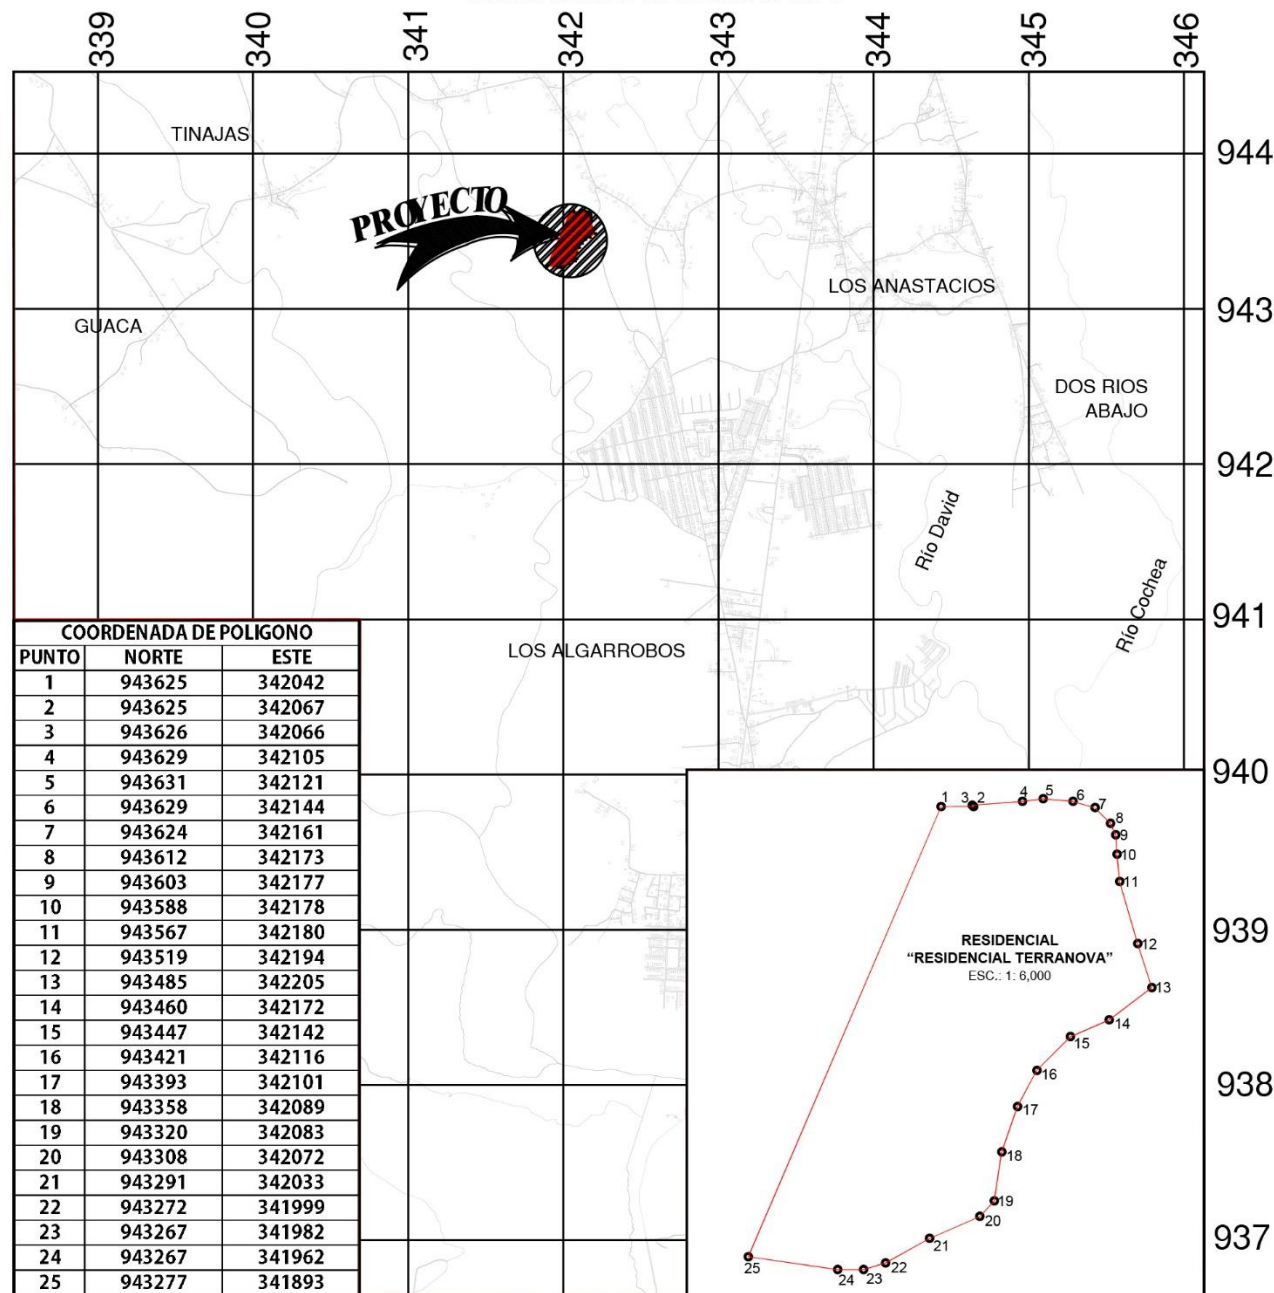 339 340 341 342 343 344 345 346
TINAJAS
944
PROYECTO
LOS ANASTACIOS
943
GUACA
DOS RIOS
ABAJO
942
Río David
Río Cochea
941
LOS ALGARROBOS
COORDENADA DE POLIGONO
PUNTO NORTE ESTE
1 943625 342042
2 943625 342067
3 943626 342066
4 943629 342105
5 943631 342121
6 943629 342144
7 943624 342161
8 943612 342173
9 943603 342177
10 943588 342178
11 943567 342180
12 943519 342194
13 943485 342205
14 943460 342172
15 943447 342142
16 943421 342116
17 943393 342101
18 943358 342089
19 943320 342083
20 943308 342072
21 943291 342033
22 943272 341999
23 943267 341982
24 943267 341962
25 943277 341893
940
1 3 2 4 5 6 7
8
9
10
11
939
RESIDENCIAL
“RESIDENCIAL TERRANOVA”
ESC.: 1: 6,000
12
13
14
15
16
938
17
18
19
20
937
21
22
25 24 23